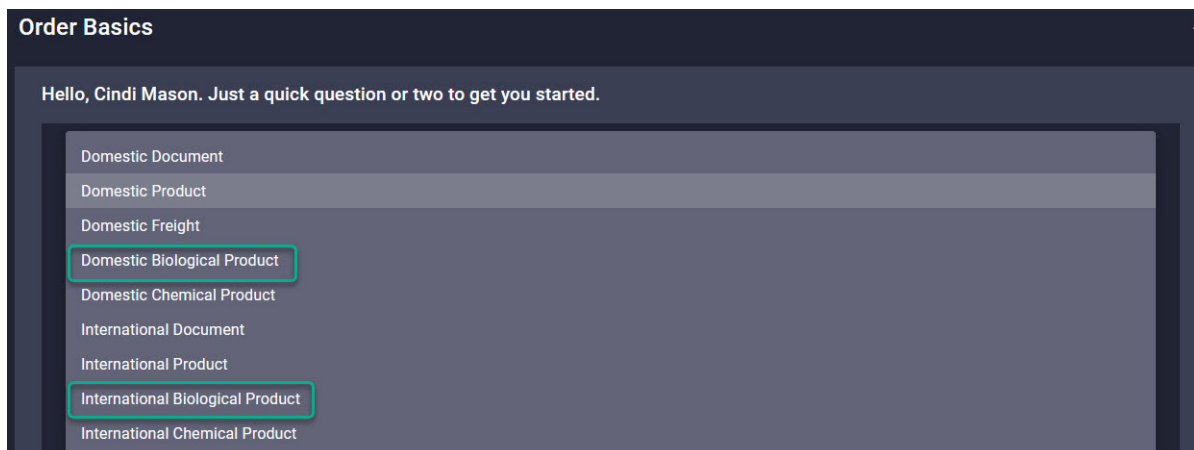 Order Basics
Hello, Cindi Mason. Just a quick question or two to get you started.
Domestic Document
Domestic Product
Domestic Freight
Domestic Biological Product
Domestic Chemical Product
International Document
International Product
International Biological Product
International Chemical Product